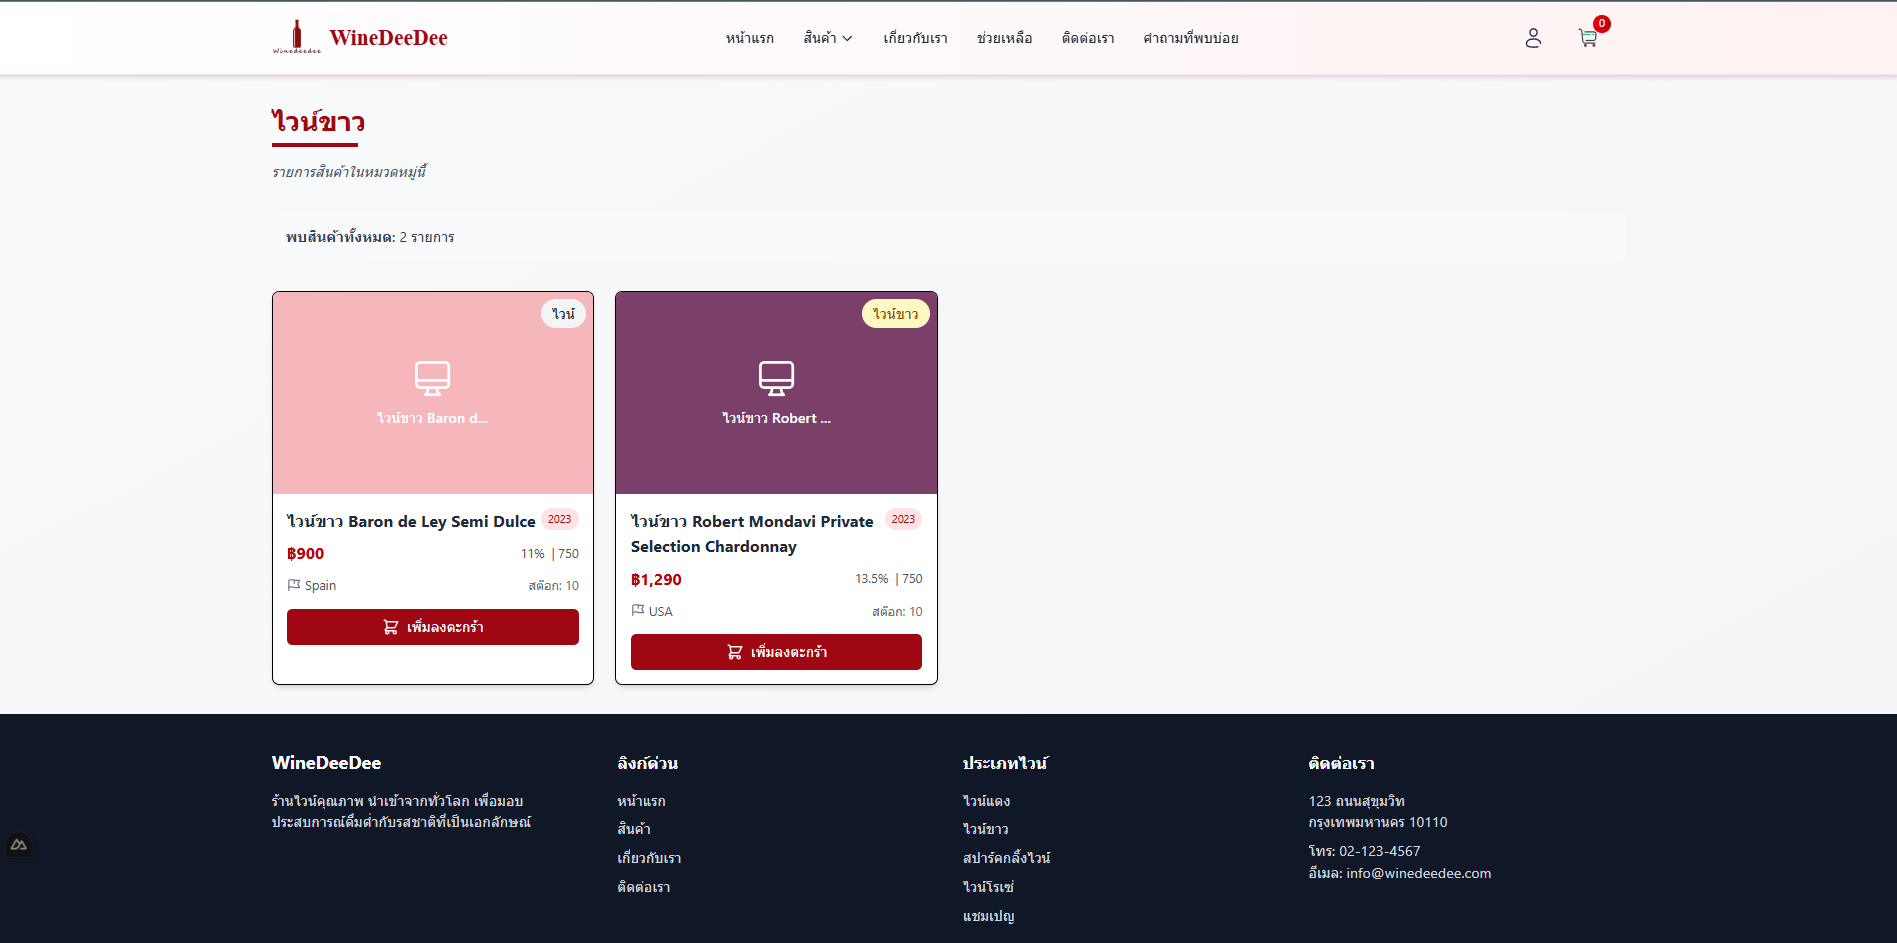 Winedeedee
WineDeeDee
หน้าแรก
สินค้า
เกี่ยวกับเรา
ช่วยเหลือ
ติดต่อเรา
คำถามที่พบบ่อย
0
ไวน์ขาว
รายการสินค้าในหมวดหมู่นี้
พบสินค้าทั้งหมด: 2 รายการ
ไวน์
ไวน์ขาว Baron d...
ไวน์ขาว Baron de Ley Semi Dulce
2023
฿900
11% | 750
Spain
สต๊อก: 10
เพิ่มลงตะกร้า
ไวน์ขาว
ไวน์ขาว Robert ...
ไวน์ขาว Robert Mondavi Private
Selection Chardonnay
2023
฿1,290
13.5% | 750
USA
สต๊อก: 10
เพิ่มลงตะกร้า
WineDeeDee
ร้านไวน์คุณภาพ นำเข้าจากทั่วโลก เพื่อมอบ
ประสบการณ์ดื่มด่ำกับรสชาติที่เป็นเอกลักษณ์
ลิงก์ด่วน
หน้าแรก
สินค้า
เกี่ยวกับเรา
ติดต่อเรา
ประเภทไวน์
ไวน์แดง
ไวน์ขาว
สปาร์คกลิ้งไวน์
ไวน์โรเซ่
แชมเปญ
ติดต่อเรา
123 ถนนสุขุมวิท
กรุงเทพมหานคร 10110
โทร: 02-123-4567
อีเมล: info@winedeedee.com